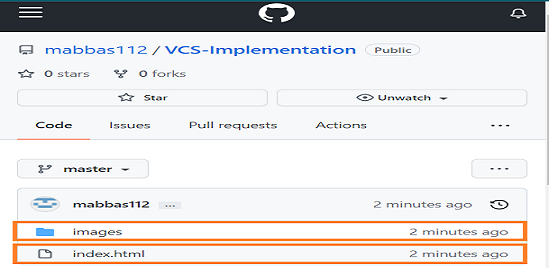 mabbas112 / VCS-Implementation Public
0 stars 0 forks
Star Unwatch
Code Issues Pull requests Actions ...
master ...
mabbas112 ... 2 minutes ago
images 2 minutes ago
index.html 2 minutes ago